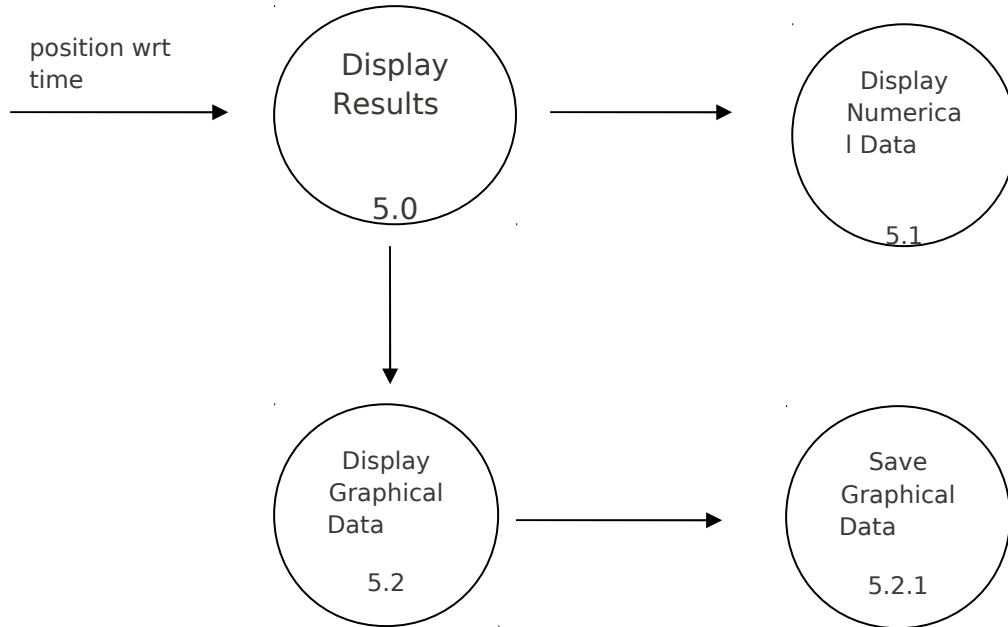 position wrt
time
Display
Results
5.0
Display
Numerica
l Data
5.1
Display
Graphical
Data
5.2
Save
Graphical
Data
5.2.1